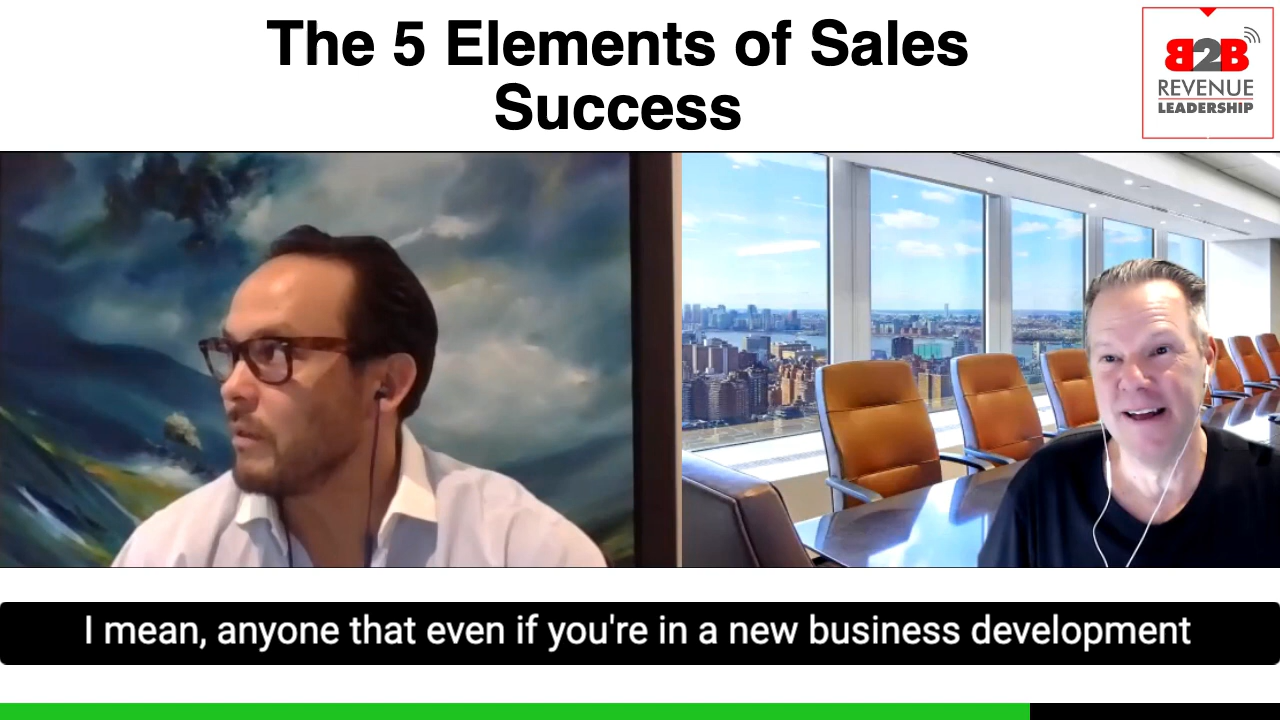 The 5 Elements of Sales
Success
B2B
REVENUE
LEADERSHIP
I mean, anyone that even if you're in a new business development